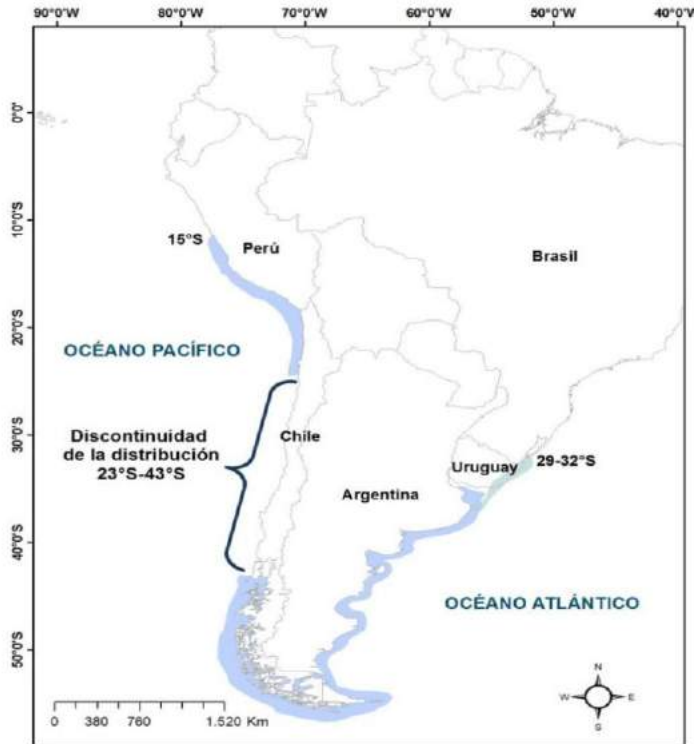 90°0'W 80°0'W 70°0'W 60°0'W 50°0'W 40°0'W
0°0'
10°0'S
15°S
Perú
Brasil
20°0'S
OCÉANO PACÍFICO
30°0'S
Discontinuidad
de la distribución
23°S-43°S
Chile
Uruguay
29-32°S
Argentina
40°0'S
OCÉANO ATLÁNTICO
50°0'S
N
W E
S
0 380 760 1.520 Km